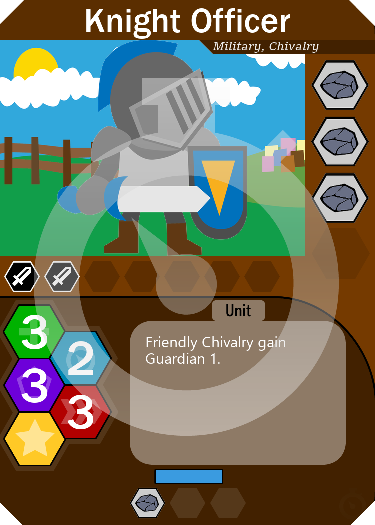 Knight Officer
Military, Chivalry
Unit
3
2
3
3
Friendly Chivalry gain
Guardian 1.